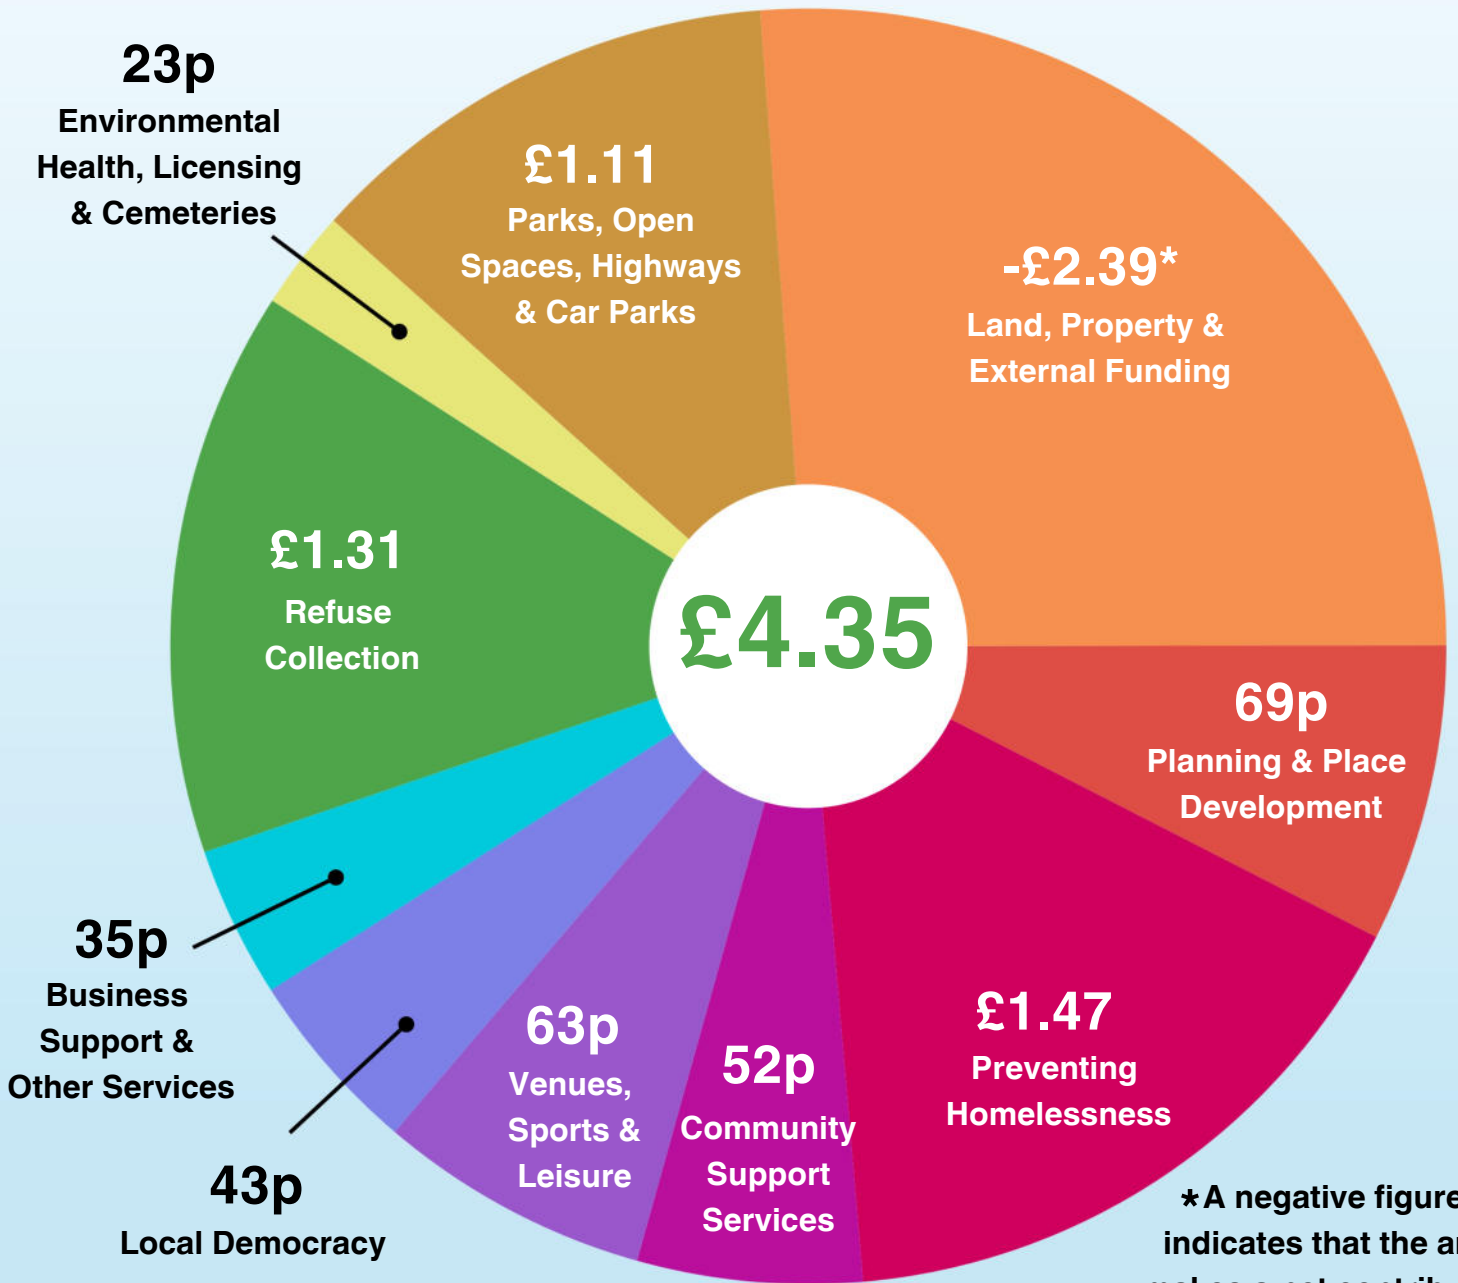 23p
Environmental
Health, Licensing
& Cemeteries
£1.11
Parks, Open
Spaces, Highways
& Car Parks
-£2.39*
Land, Property &
External Funding
£1.31
Refuse
Collection
£4.35
69p
Planning & Place
Development
35p
Business
Support &
Other Services
63p
Venues,
Sports &
Leisure
52p
Community
Support
Services
£1.47
Preventing
Homelessness
43p
Local Democracy
*A negative figure
indicates that the